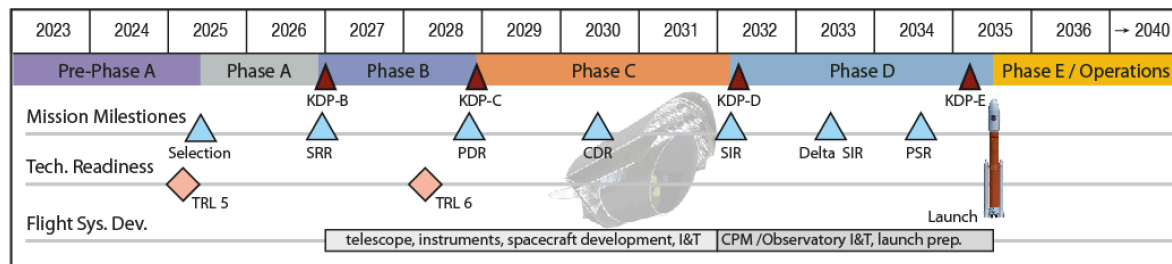 2023 2024 2025 2026 2027 2028 2029 2030 2031 2032 2033 2034 2035 2036 → 2040
Pre-Phase A Phase A Phase B Phase C Phase D Phase E / Operations
KDP-B KDP-C KDP-D KDP-E
Mission Milestiones
Selection SRR PDR CDR SIR Delta SIR PSR
Tech. Readiness
TRL 5 TRL 6
Launch
Flight Sys. Dev.
telescope, instruments, spacecraft development, I&T CPM /Observatory I&T, launch prep.